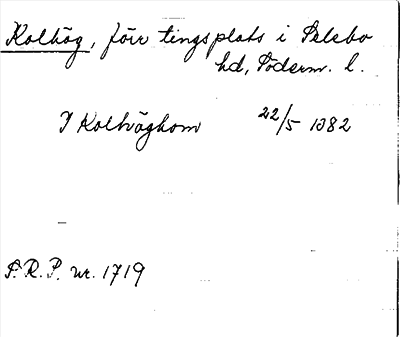 Kolhög, förr tingsplats i Selebo
hd, Söderm. l.
I Kolhöghom 22/5 1382
S.R.P. nr. 1719